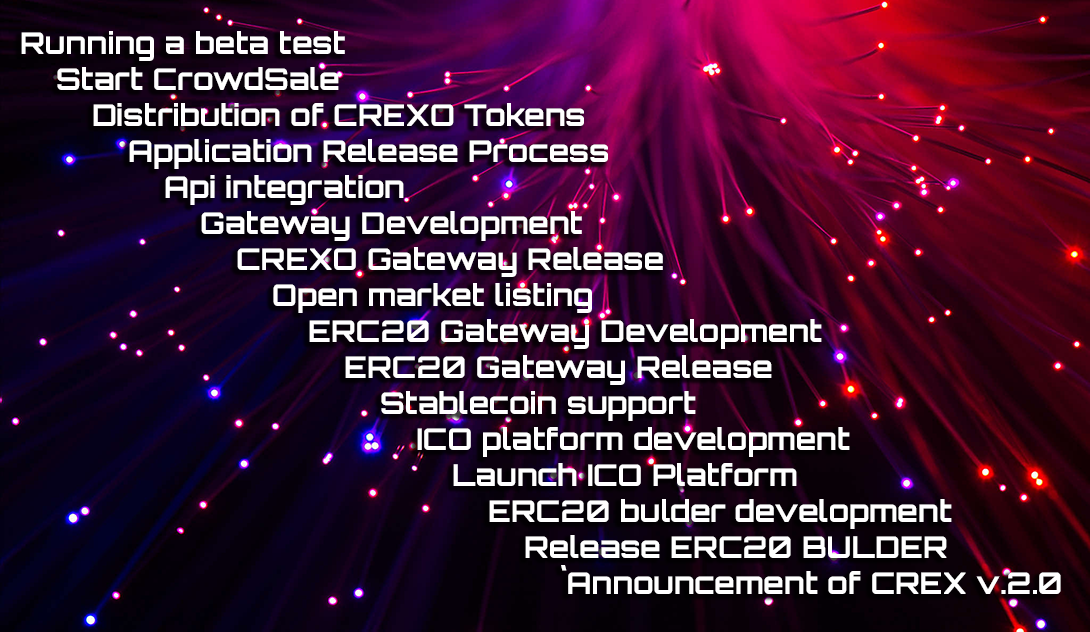 Running a beta test
Start CrowdSale
Distribution of CREXO Tokens
Application Release Process
Api integration
Gateway Development
CREXO Gateway Release
Open market listing
ERC20 Gateway Development
ERC20 Gateway Release
Stablecoin support
ICO platform development
Launch ICO Platform
ERC20 bulder development
Release ERC20 BULDER
`Announcement of CREX v.2.0